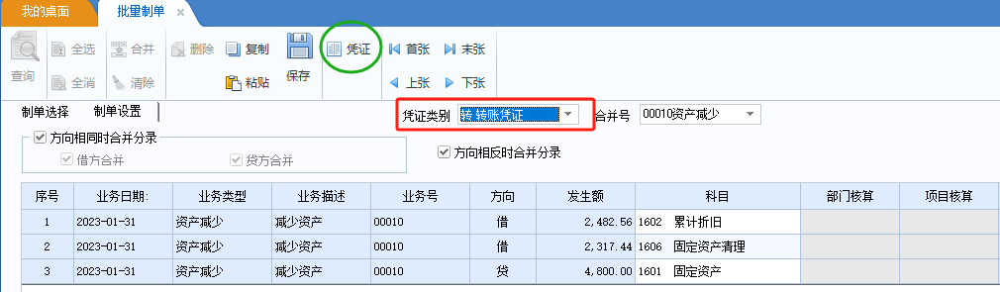 我的桌面 批量制单
全选 合并 删除 复制 凭证 首张 末张
查询 保存
全消 清除 粘贴 上张 下张
制单选择 制单设置 凭证类别 转 转账凭证 合并号 00010资产减少
方向相同时合并分录
方向相反时合并分录
借方合并 贷方合并
序号 业务日期: 业务类型 业务描述 业务号 方向 发生额 科目 部门核算 项目核算
1 2023-01-31 资产减少 减少资产 00010 借 2,482.56 1602 累计折旧
2 2023-01-31 资产减少 减少资产 00010 借 2,317.44 1606 固定资产清理
3 2023-01-31 资产减少 减少资产 00010 贷 4,800.00 1601 固定资产